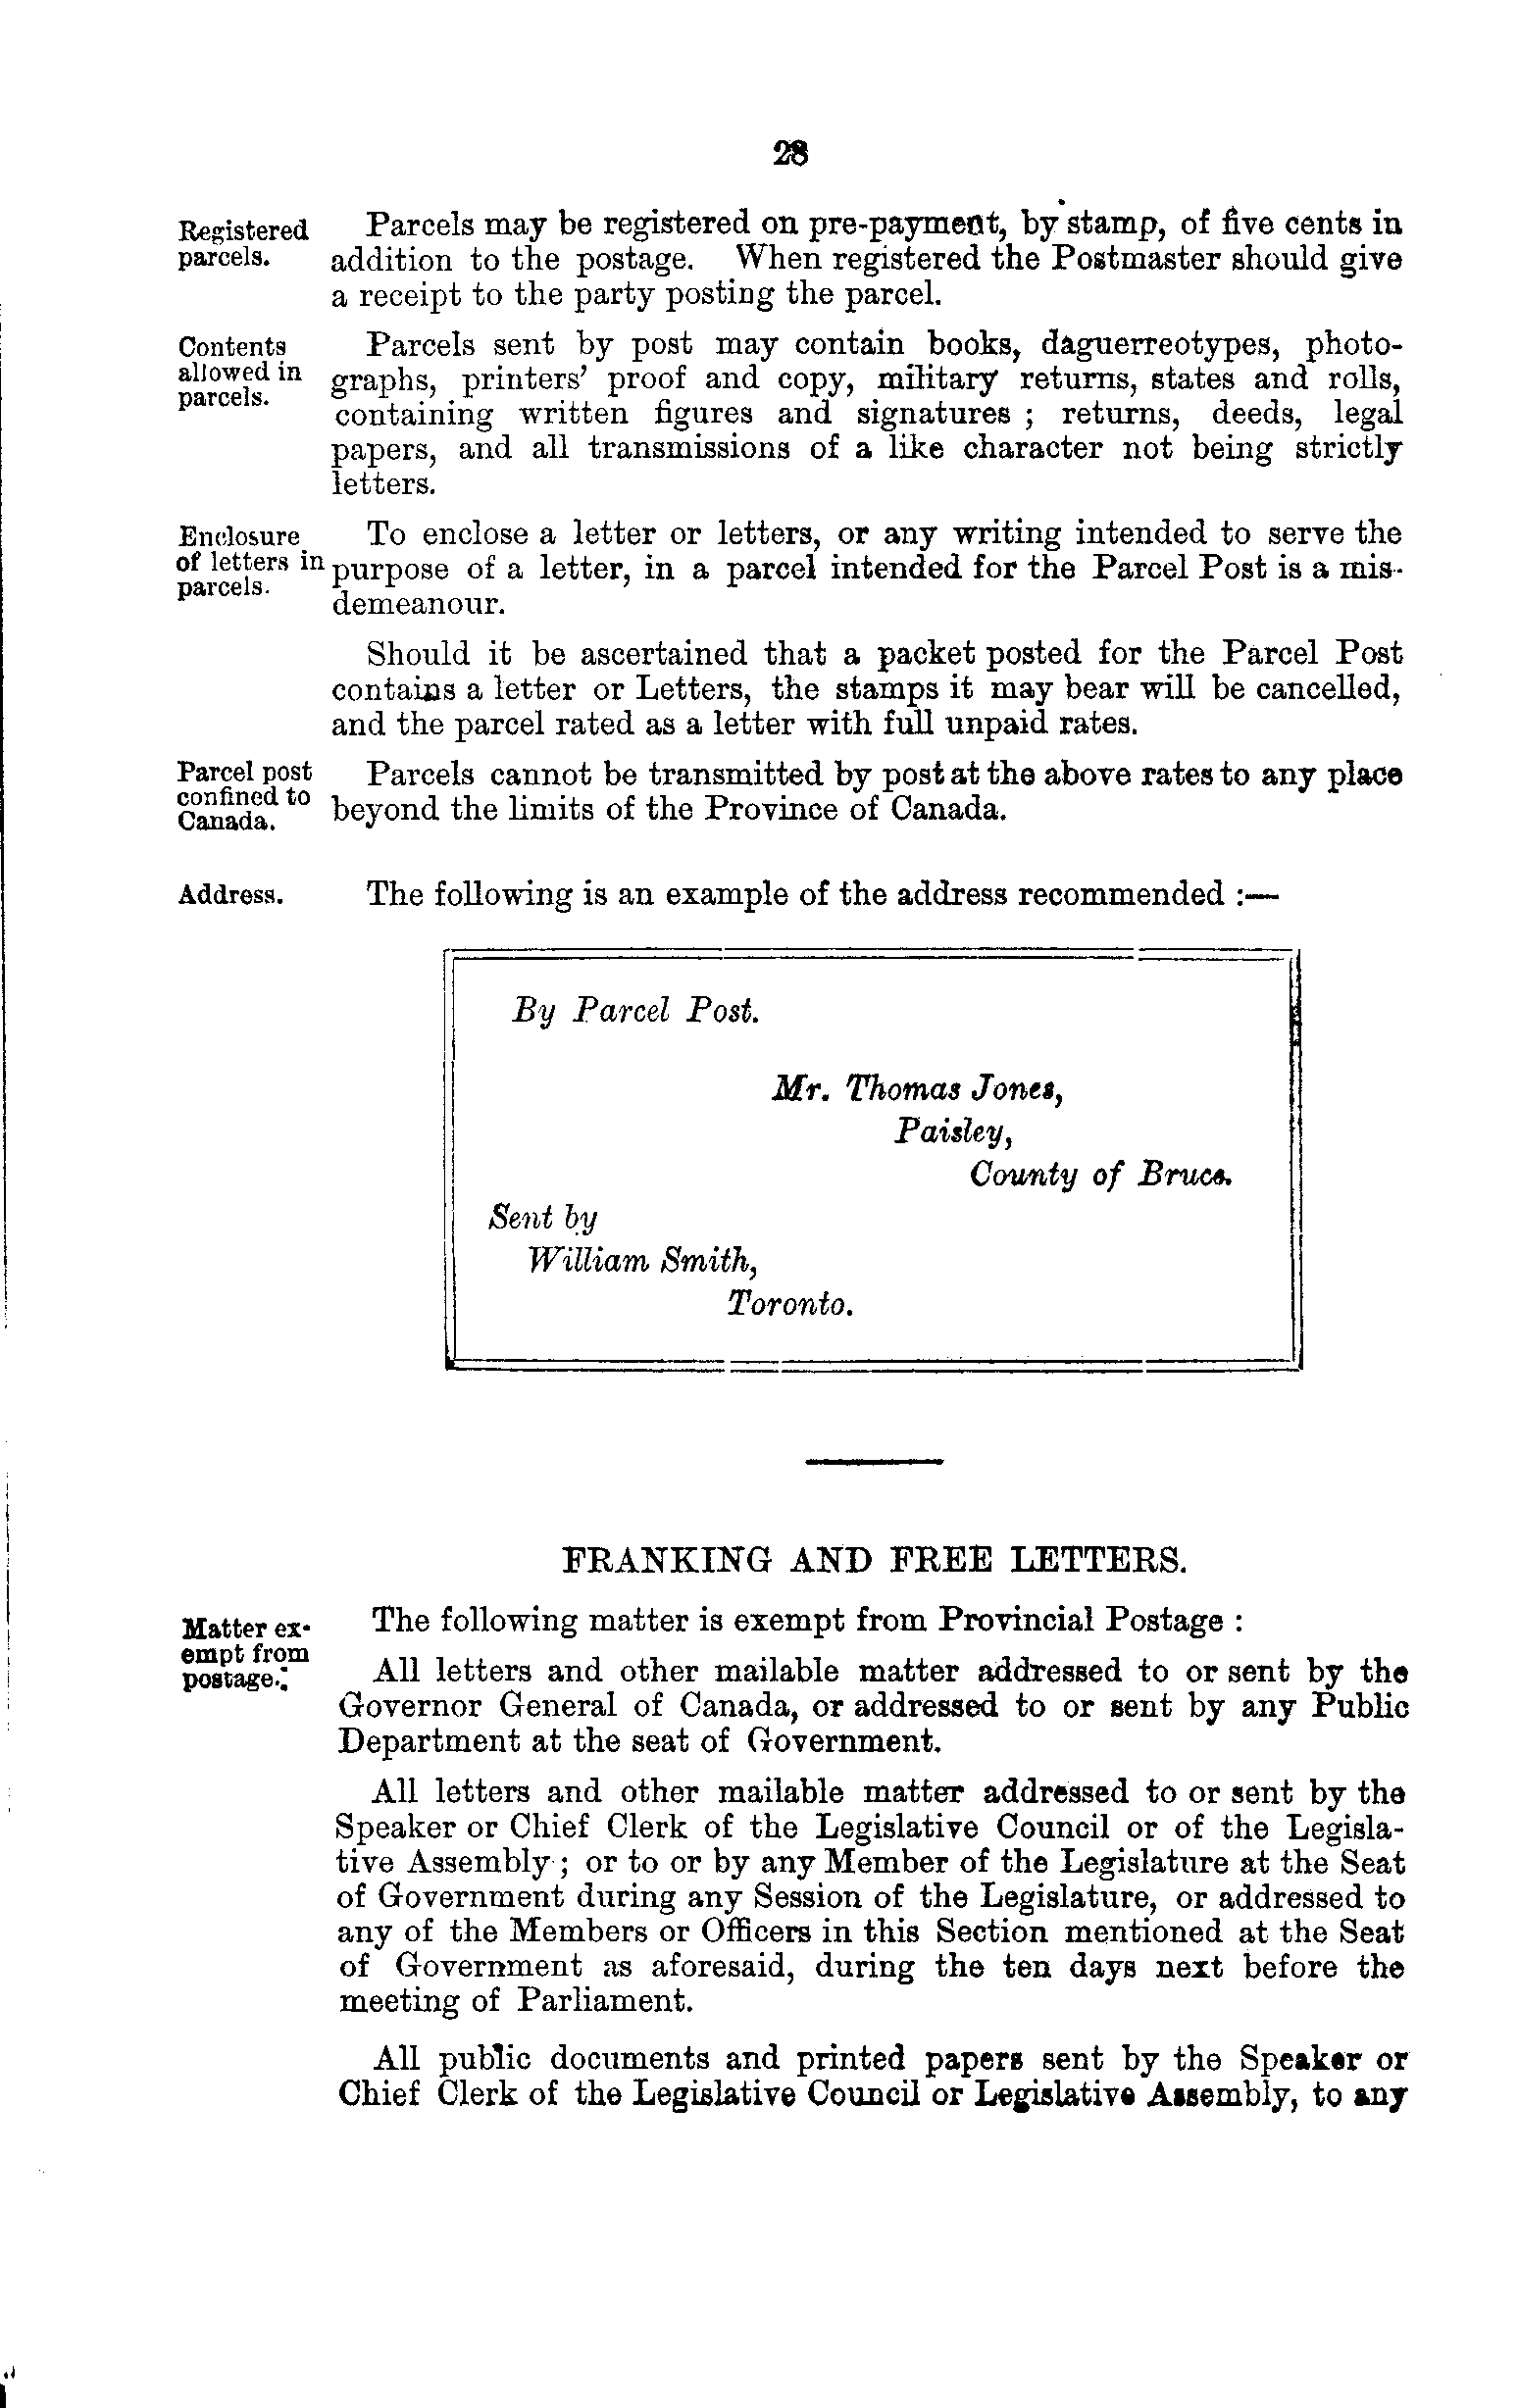 28
Registered
parcels.
Parcels may be registered on pre-payment, by stamp, of five cents in
addition to the postage. When registered the Postmaster should give
a receipt to the party posting the parcel.
Contents
allowed in
parcels.
Parcels sent by post may contain books, daguerreotypes, photo-
graphs, printers' proof and copy, military returns, states and rolls,
containing written figures and signatures ; returns, deeds, legal
papers, and all transmissions of a like character not being strictly
letters.
Enclosure
of letters in
parcels.
To enclose a letter or letters, or any writing intended to serve the
purpose of a letter, in a parcel intended for the Parcel Post is a mis-
demeanour.
Should it be ascertained that a packet posted for the Parcel Post
contains a letter or Letters, the stamps it may bear will be cancelled,
and the parcel rated as a letter with full unpaid rates.
Parcel post
confined to
Canada.
Parcels cannot be transmitted by post at the above rates to any place
beyond the limits of the Province of Canada.
Address.
The following is an example of the address recommended :—
By Parcel Post.
Mr. Thomas Jones,
Paisley,
County of Bruce.
Sent by
William Smith,
Toronto.
FRANKING AND FREE LETTERS.
Matter ex-
empt from
postage.
The following matter is exempt from Provincial Postage :
All letters and other mailable matter addressed to or sent by the
Governor General of Canada, or addressed to or sent by any Public
Department at the seat of Government.
All letters and other mailable matter addressed to or sent by the
Speaker or Chief Clerk of the Legislative Council or of the Legisla-
tive Assembly ; or to or by any Member of the Legislature at the Seat
of Government during any Session of the Legislature, or addressed to
any of the Members or Officers in this Section mentioned at the Seat
of Government as aforesaid, during the ten days next before the
meeting of Parliament.
All public documents and printed papers sent by the Speaker or
Chief Clerk of the Legislative Council or Legislative Assembly, to any